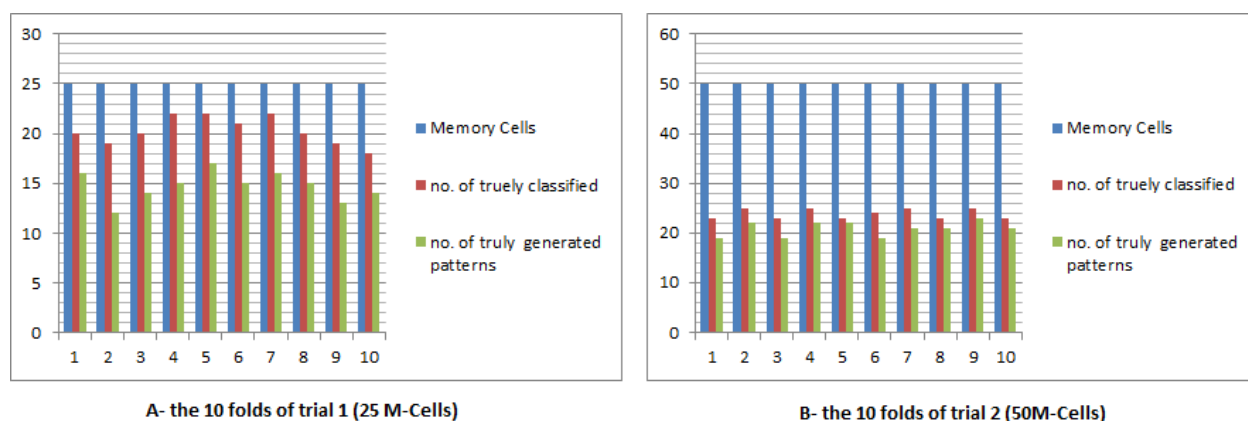 30
25
20
15
10
5
0
1 2 3 4 5 6 7 8 9 10
Memory Cells
no. of truely classified
no. of truly generated
patterns
A- the 10 folds of trial 1 (25 M-Cells)
60
50
40
30
20
10
0
1 2 3 4 5 6 7 8 9 10
Memory Cells
no. of truely classified
no. of truly generated
patterns
B- the 10 folds of trial 2 (50M-Cells)